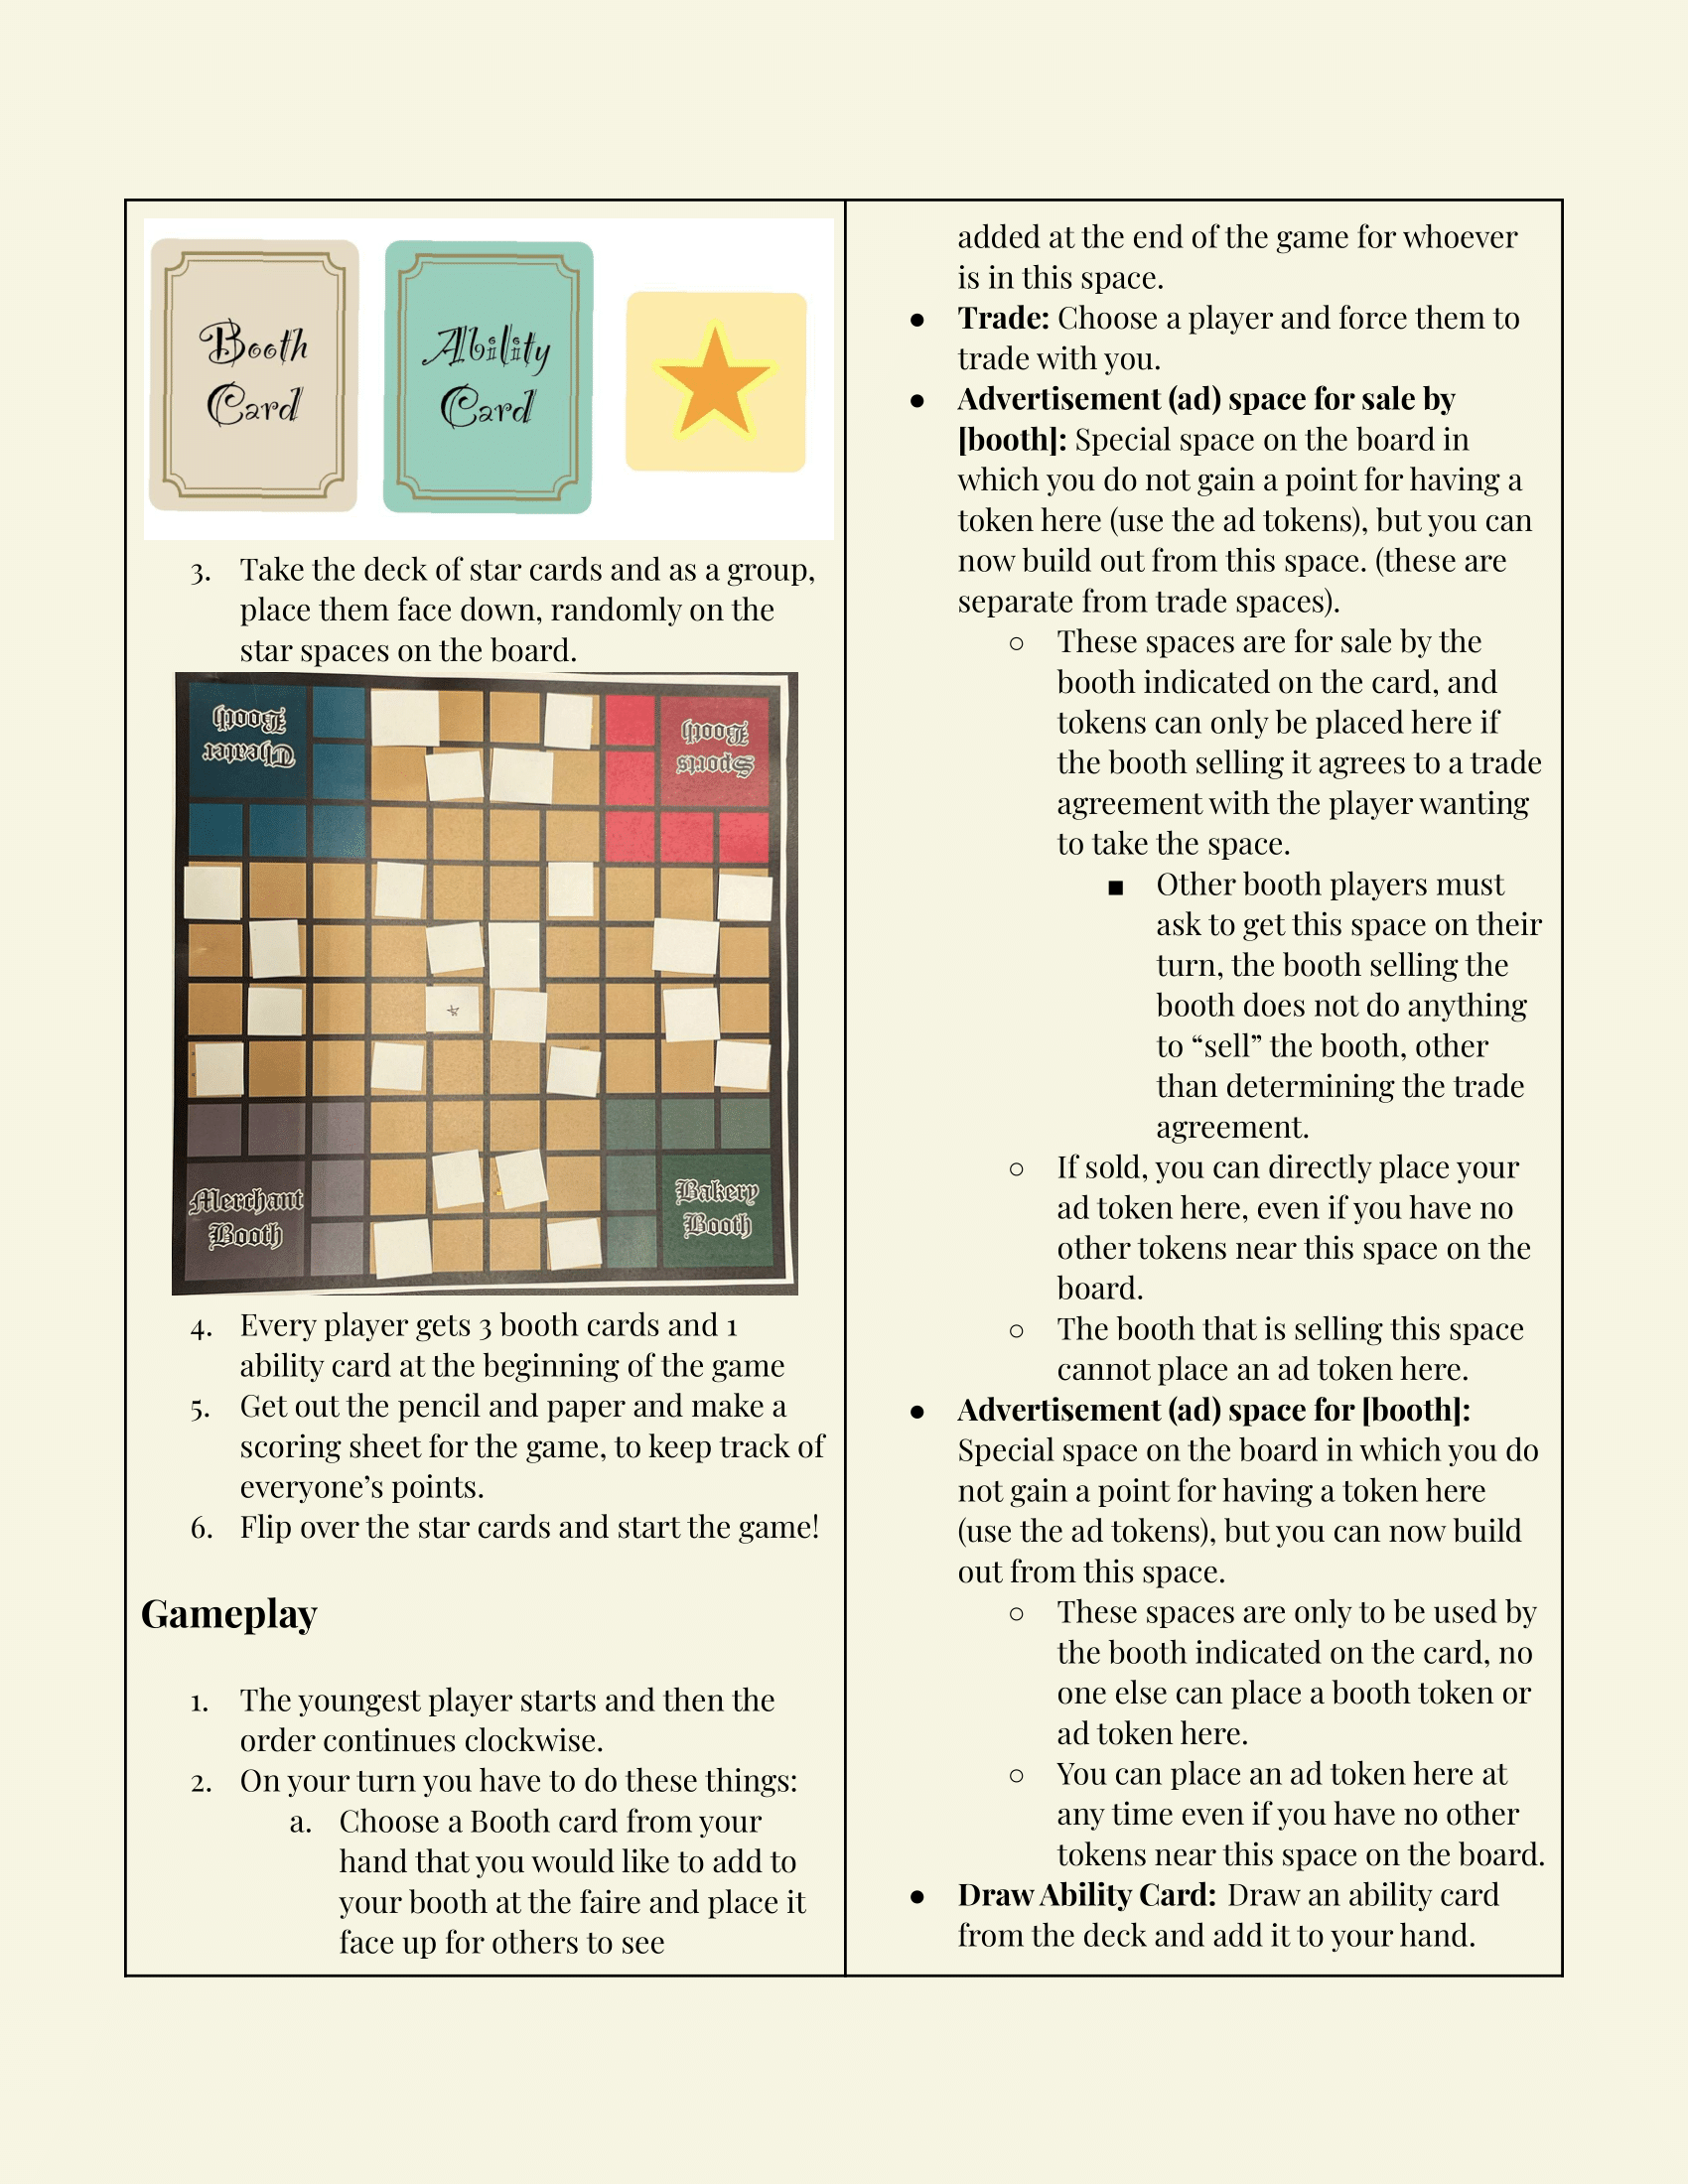 Booth
Card
Ability
Card
3. Take the deck of star cards and as a group,
place them face down, randomly on the
star spaces on the board.
Theater
Booth
Sports
Booth
Merchant
Booth
Bakery
Booth
4. Every player gets 3 booth cards and 1
ability card at the beginning of the game
5. Get out the pencil and paper and make a
scoring sheet for the game, to keep track of
everyone’s points.
6. Flip over the star cards and start the game!
Gameplay
1. The youngest player starts and then the
order continues clockwise.
2. On your turn you have to do these things:
a. Choose a Booth card from your
hand that you would like to add to
your booth at the faire and place it
face up for others to see
added at the end of the game for whoever
is in this space.
● Trade: Choose a player and force them to
trade with you.
● Advertisement (ad) space for sale by
[booth]: Special space on the board in
which you do not gain a point for having a
token here (use the ad tokens), but you can
now build out from this space. (these are
separate from trade spaces).
○ These spaces are for sale by the
booth indicated on the card, and
tokens can only be placed here if
the booth selling it agrees to a trade
agreement with the player wanting
to take the space.
■ Other booth players must
ask to get this space on their
turn, the booth selling the
booth does not do anything
to “sell” the booth, other
than determining the trade
agreement.
○ If sold, you can directly place your
ad token here, even if you have no
other tokens near this space on the
board.
○ The booth that is selling this space
cannot place an ad token here.
● Advertisement (ad) space for [booth]:
Special space on the board in which you do
not gain a point for having a token here
(use the ad tokens), but you can now build
out from this space.
○ These spaces are only to be used by
the booth indicated on the card, no
one else can place a booth token or
ad token here.
○ You can place an ad token here at
any time even if you have no other
tokens near this space on the board.
● Draw Ability Card: Draw an ability card
from the deck and add it to your hand.